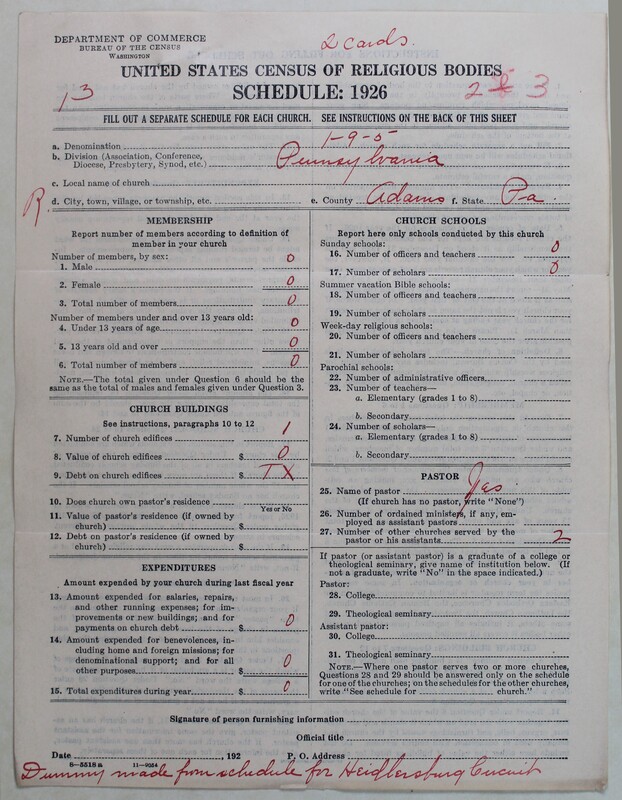 DEPARTMENT OF COMMERCE
BUREAU OF THE CENSUS
WASHINGTON
2 cards.
UNITED STATES CENSUS OF RELIGIOUS BODIES
SCHEDULE: 1926
13
2 3
FILL OUT A SEPARATE SCHEDULE FOR EACH CHURCH. SEE INSTRUCTIONS ON THE BACK OF THIS SHEET
a. Denomination 1-9-5
b. Division (Association, Conference, Diocese, Presbytery, Synod, etc.) Pennsylvania
c. Local name of church
R
d. City, town, village, or township, etc. e. County Adams f. State Pa.
MEMBERSHIP
Report number of members according to definition of
member in your church
Number of members, by sex:
1. Male 0
2. Female 0
3. Total number of members 0
Number of members under and over 13 years old:
4. Under 13 years of age 0
5. 13 years old and over 0
6. Total number of members 0
NOTE.—The total given under Question 6 should be the
same as the total of males and females given under Question 3.
CHURCH BUILDINGS
See instructions, paragraphs 10 to 12
7. Number of church edifices 1
8. Value of church edifices $ 0
9. Debt on church edifices $ TX
10. Does church own pastor's residence
Yes or No
11. Value of pastor's residence (if owned by
church) $
12. Debt on pastor's residence (if owned by
church) $
EXPENDITURES
Amount expended by your church during last fiscal year
13. Amount expended for salaries, repairs,
and other running expenses; for im-
provements or new buildings; and for
payments on church debt $ 0
14. Amount expended for benevolences, in-
cluding home and foreign missions; for
denominational support; and for all
other purposes $ 0
15. Total expenditures during year $ 0
CHURCH SCHOOLS
Report here only schools conducted by this church
Sunday schools:
16. Number of officers and teachers 0
17. Number of scholars 0
Summer vacation Bible schools:
18. Number of officers and teachers
19. Number of scholars
Week-day religious schools:
20. Number of officers and teachers
21. Number of scholars
Parochial schools:
22. Number of administrative officers
23. Number of teachers—
a. Elementary (grades 1 to 8)
b. Secondary
24. Number of scholars—
a. Elementary (grades 1 to 8)
b. Secondary
PASTOR
25. Name of pastor Yes
(If church has no pastor, write "None")
26. Number of ordained ministers, if any, em-
ployed as assistant pastors
27. Number of other churches served by the
pastor or his assistants 2
If pastor (or assistant pastor) is a graduate of a college or
theological seminary, give name of institution below. (If
not a graduate, write "No" in the space indicated.)
Pastor:
28. College
29. Theological seminary
Assistant pastor:
30. College
31. Theological seminary
NOTE.—Where one pastor serves two or more churches,
Questions 28 and 29 should be answered only on the schedule
for one of the churches; on the schedules for the other churches,
write "See schedule for church."
Signature of person furnishing information
Official title
Date , 192 P. O. Address
8—5518 a 11—9054
Dummy made from schedule for Heidlersburg Circuit